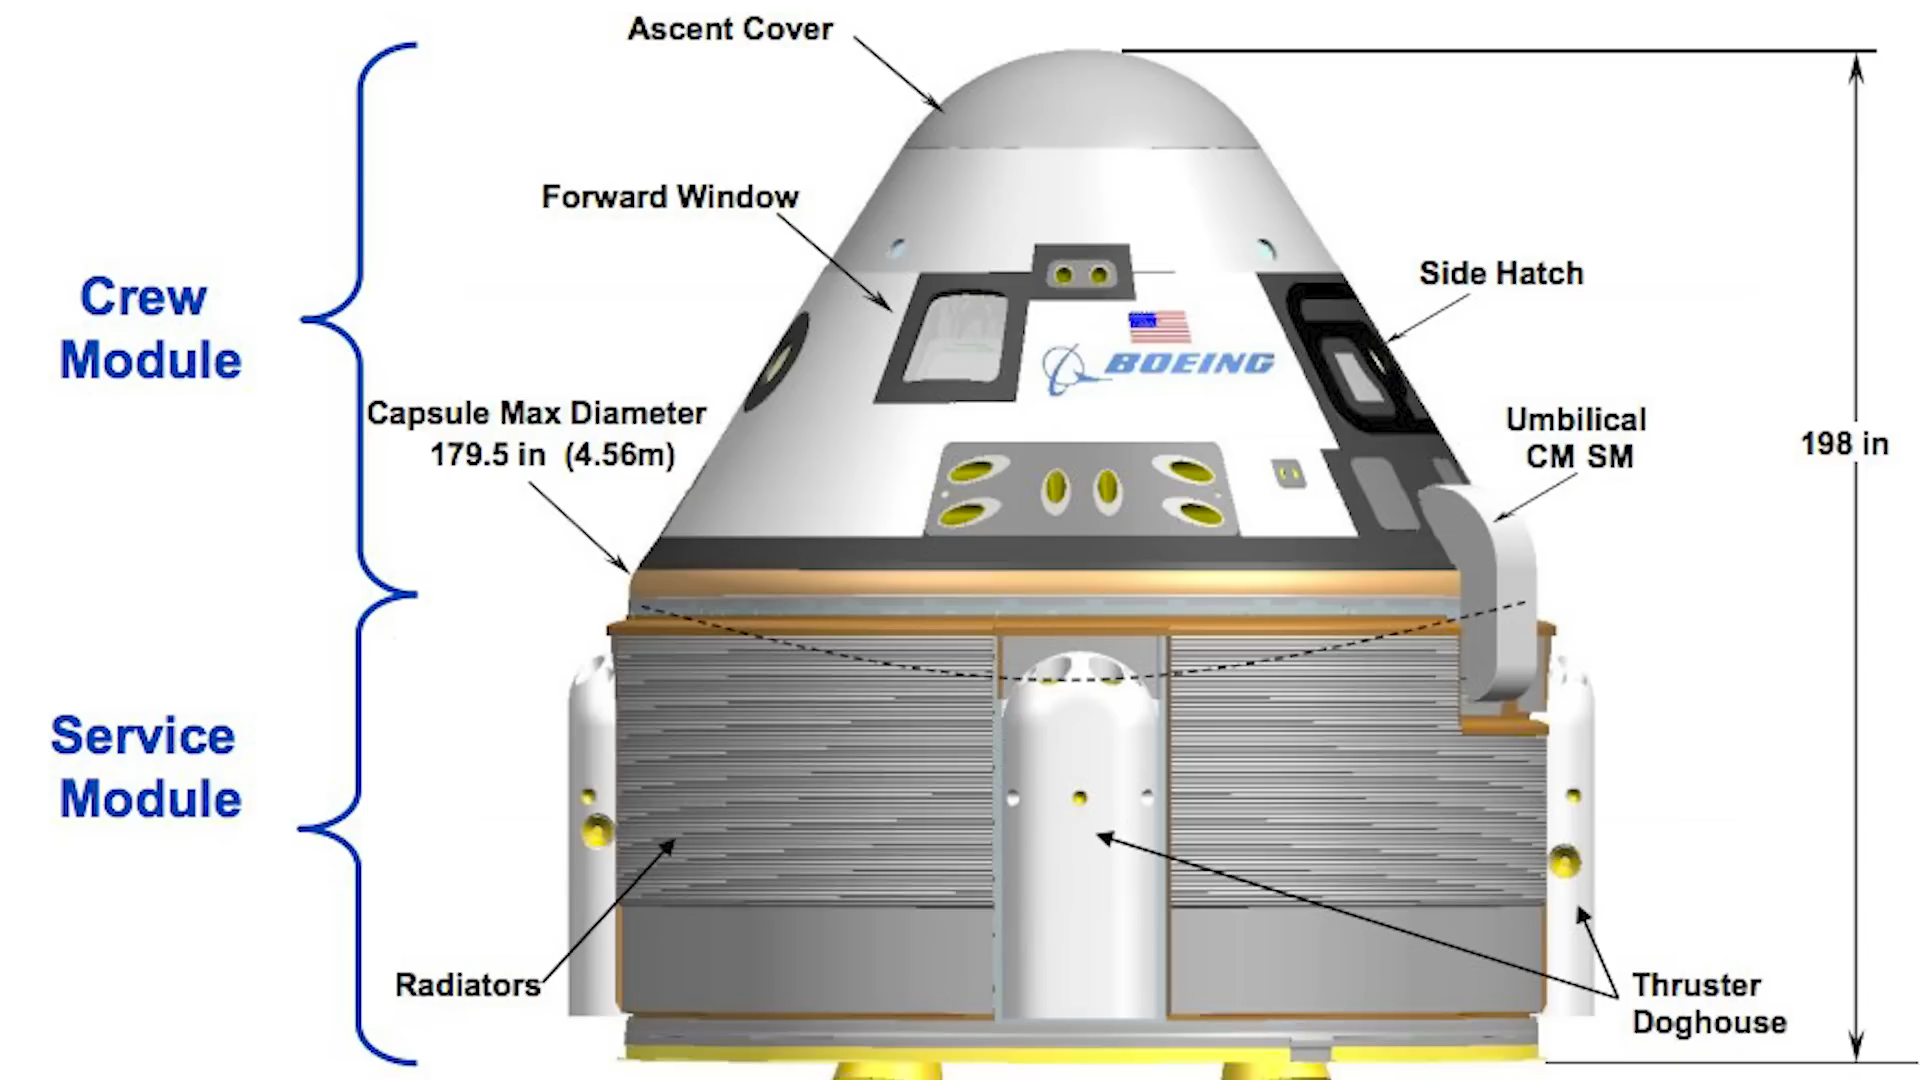 Ascent Cover
Forward Window
Side Hatch
Crew
Module
BOEING
Capsule Max Diameter
179.5 in (4.56m)
Umbilical
CM SM
198 in
Service
Module
Radiators
Thruster
Doghouse